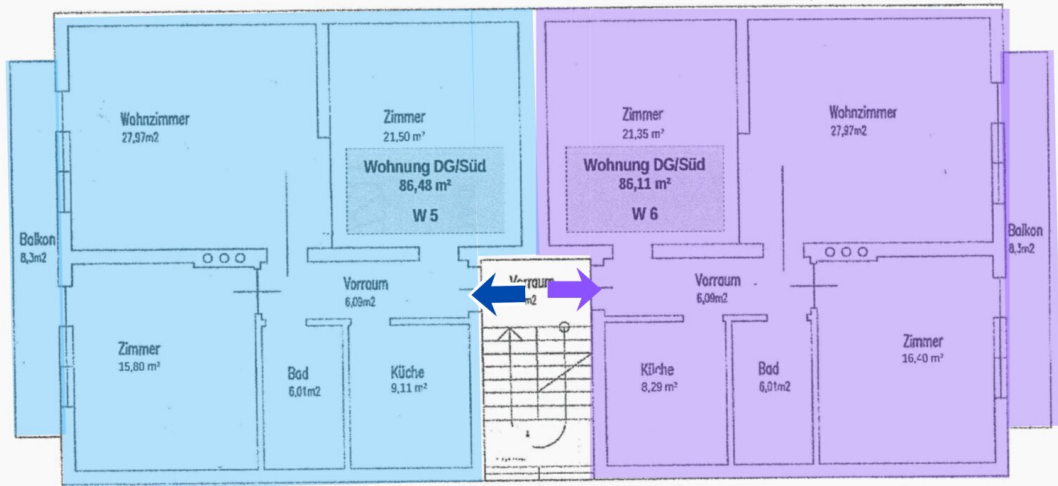 Wohnzimmer
27,97m2
Zimmer
21,50 m²
Wohnung DG/Süd
86,48 m²
W 5
Balkon
8,3m2
Vorraum
6,09m2
Zimmer
15,80 m²
Bad
6,01m2
Küche
9,11 m²
Vorraum
m2
Zimmer
21,35 m²
Wohnung DG/Süd
86,11 m²
W 6
Wohnzimmer
27,97m2
Balkon
8,3m2
Vorraum
6,09m2
Küche
8,29 m²
Bad
6,01m2
Zimmer
16,40 m²